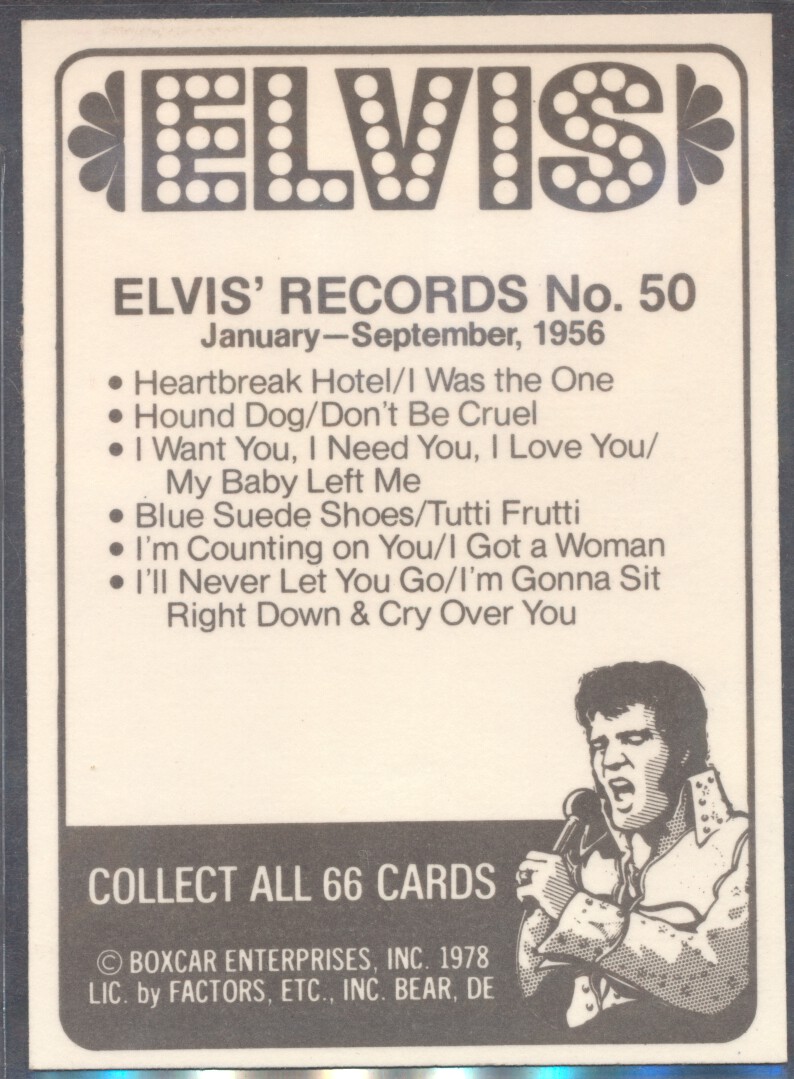 ELVIS
ELVIS' RECORDS No. 50
January—September, 1956
• Heartbreak Hotel/I Was the One
• Hound Dog/Don't Be Cruel
• I Want You, I Need You, I Love You/
My Baby Left Me
• Blue Suede Shoes/Tutti Frutti
• I'm Counting on You/I Got a Woman
• I'll Never Let You Go/I'm Gonna Sit
Right Down & Cry Over You
COLLECT ALL 66 CARDS
© BOXCAR ENTERPRISES, INC. 1978
LIC. by FACTORS, ETC., INC. BEAR, DE